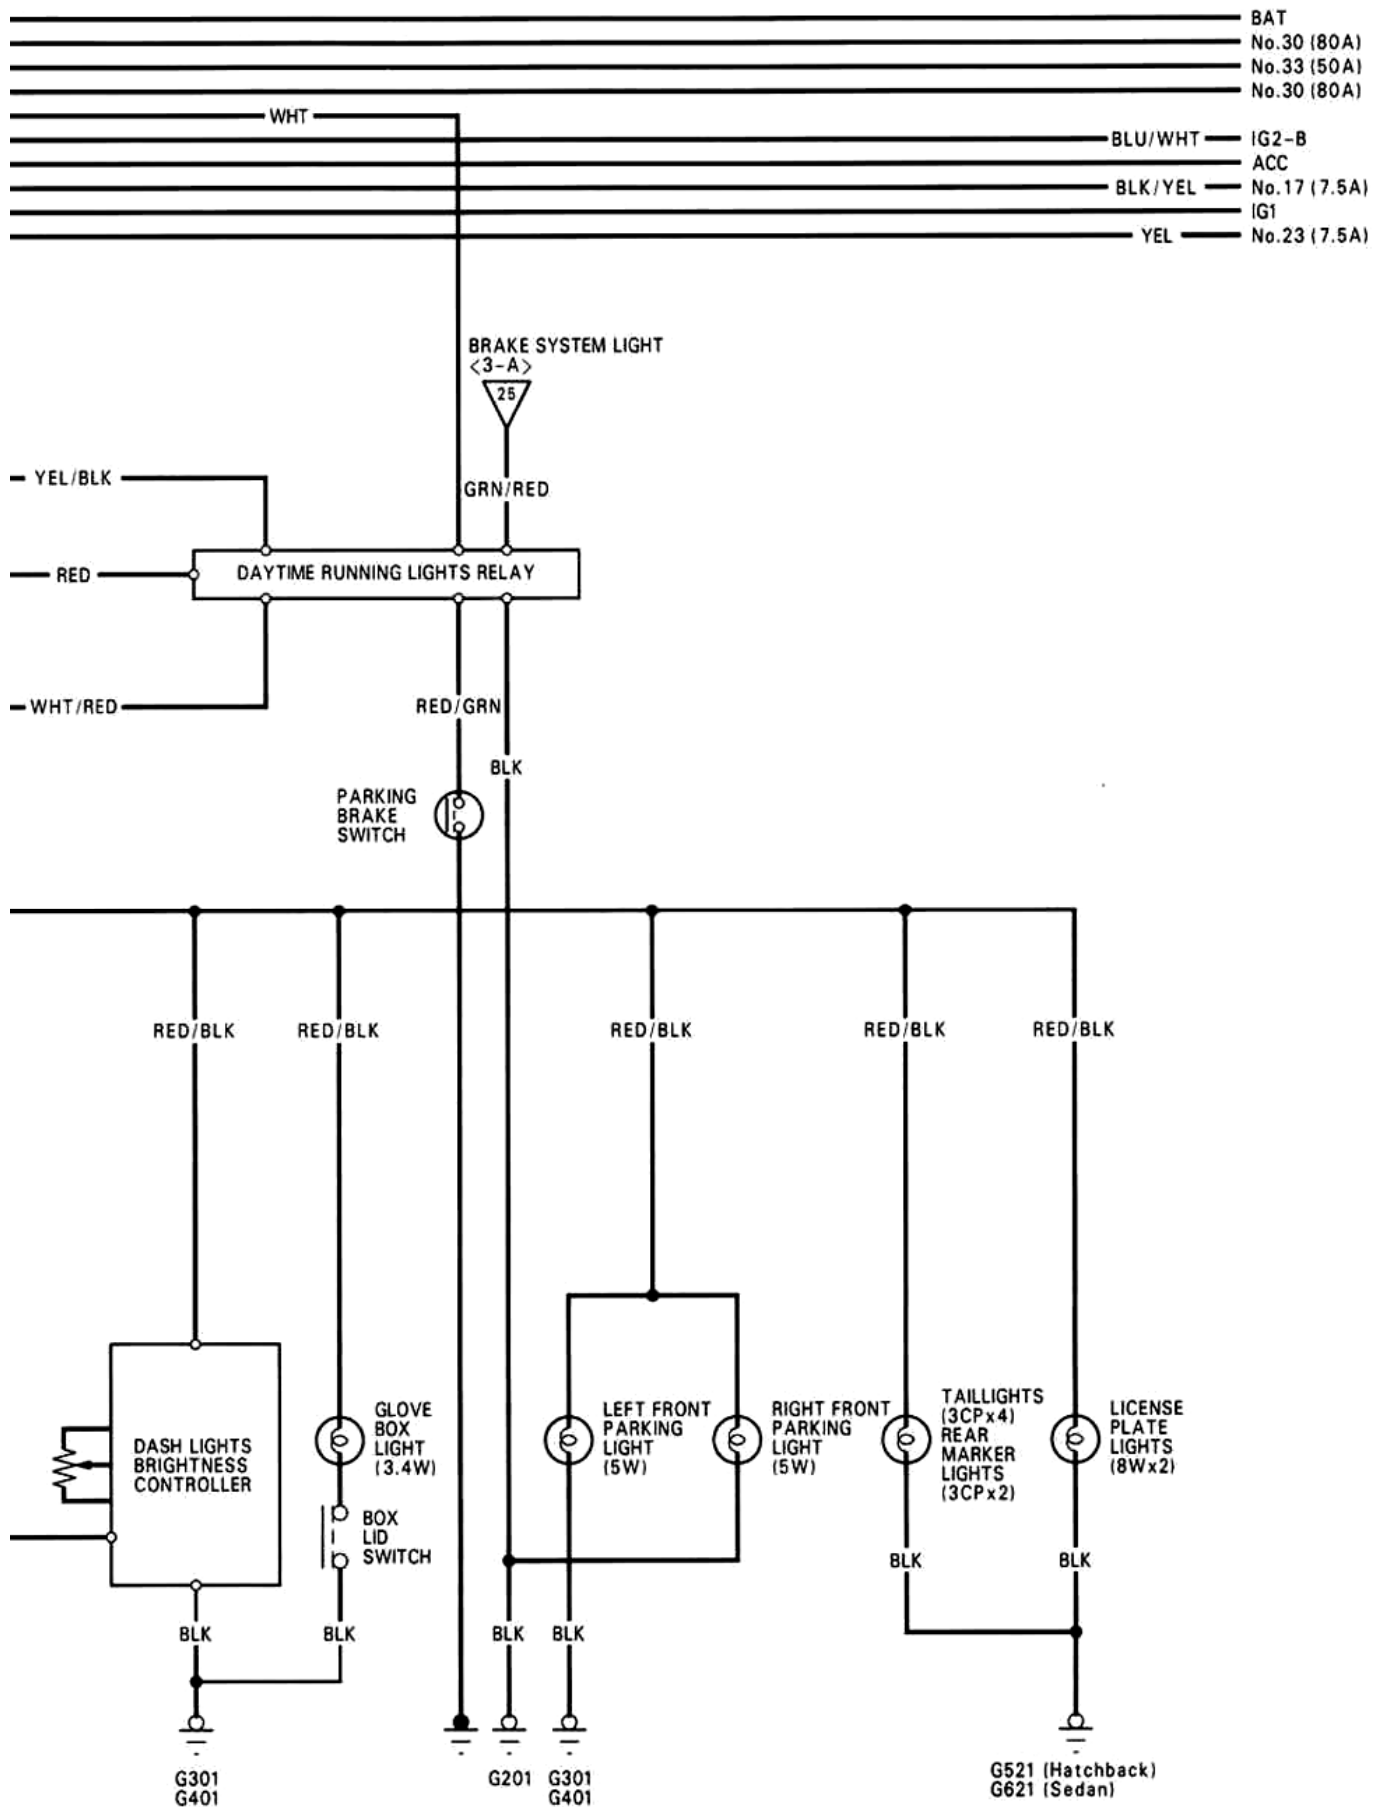 BAT
No.30 (80A)
No.33 (50A)
No.30 (80A)
WHT
BLU/WHT
IG2-B
ACC
BLK/YEL
No.17 (7.5A)
IG1
YEL
No.23 (7.5A)
BRAKE SYSTEM LIGHT
<3-A>
25
YEL/BLK
GRN/RED
RED
DAYTIME RUNNING LIGHTS RELAY
WHT/RED
RED/GRN
BLK
PARKING
BRAKE
SWITCH
RED/BLK
RED/BLK
RED/BLK
RED/BLK
RED/BLK
DASH LIGHTS
BRIGHTNESS
CONTROLLER
GLOVE
BOX
LIGHT
(3.4W)
BOX
LID
SWITCH
LEFT FRONT
PARKING
LIGHT
(5W)
RIGHT FRONT
PARKING
LIGHT
(5W)
TAILLIGHTS
(3CPx4)
REAR
MARKER
LIGHTS
(3CPx2)
LICENSE
PLATE
LIGHTS
(8Wx2)
BLK
BLK
BLK
BLK
BLK
BLK
G301
G401
G201
G301
G401
G521 (Hatchback)
G621 (Sedan)